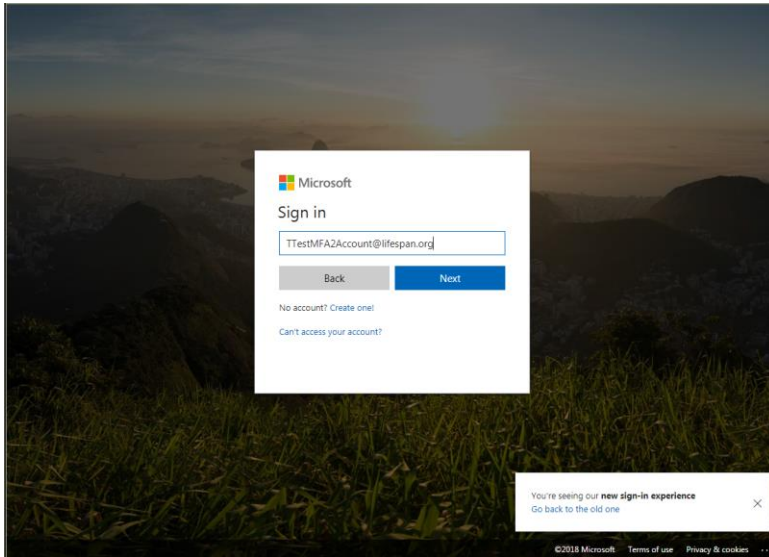 Microsoft
Sign in
TTestMFA2Account@lifespan.org
Back Next
No account? Create one!
Can't access your account?
You're seeing our new sign-in experience
Go back to the old one
©2018 Microsoft Terms of use Privacy & cookies ...